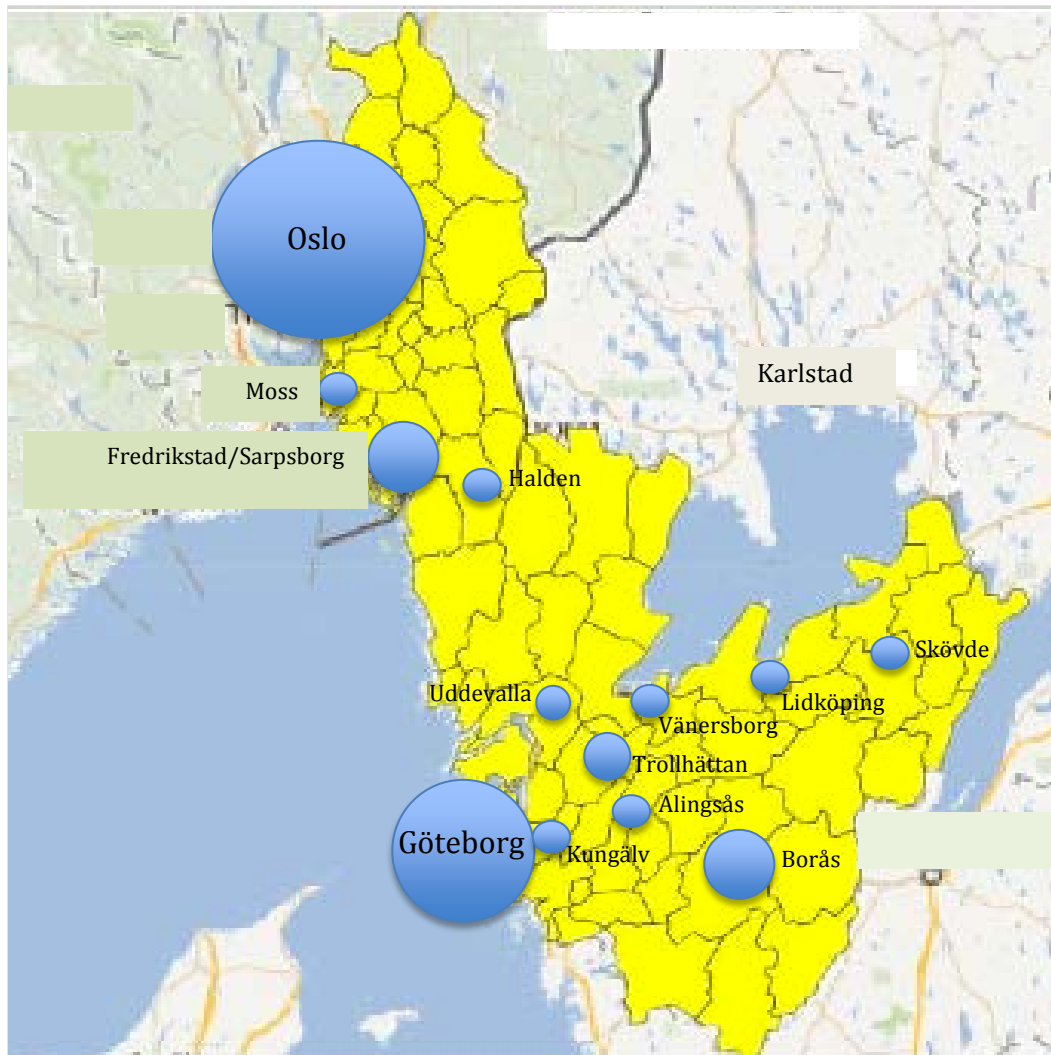 Oslo
Karlstad
Moss
Fredrikstad/Sarpsborg
Halden
Skövde
Uddevalla
Lidköping
Vänersborg
Trollhättan
Alingsås
Göteborg
Kungälv
Borås